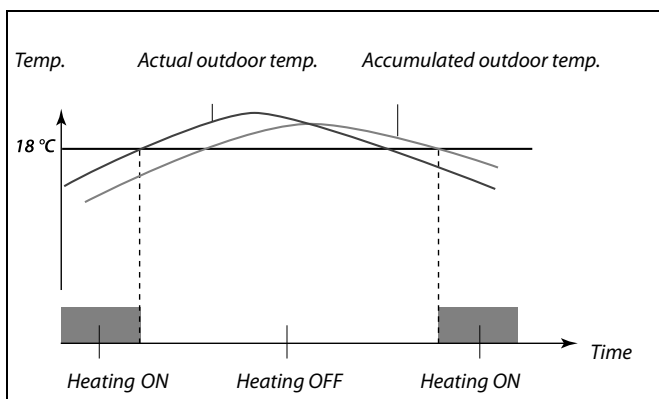 Temp.
Actual outdoor temp.
Accumulated outdoor temp.
18 °C
Time
Heating ON
Heating OFF
Heating ON